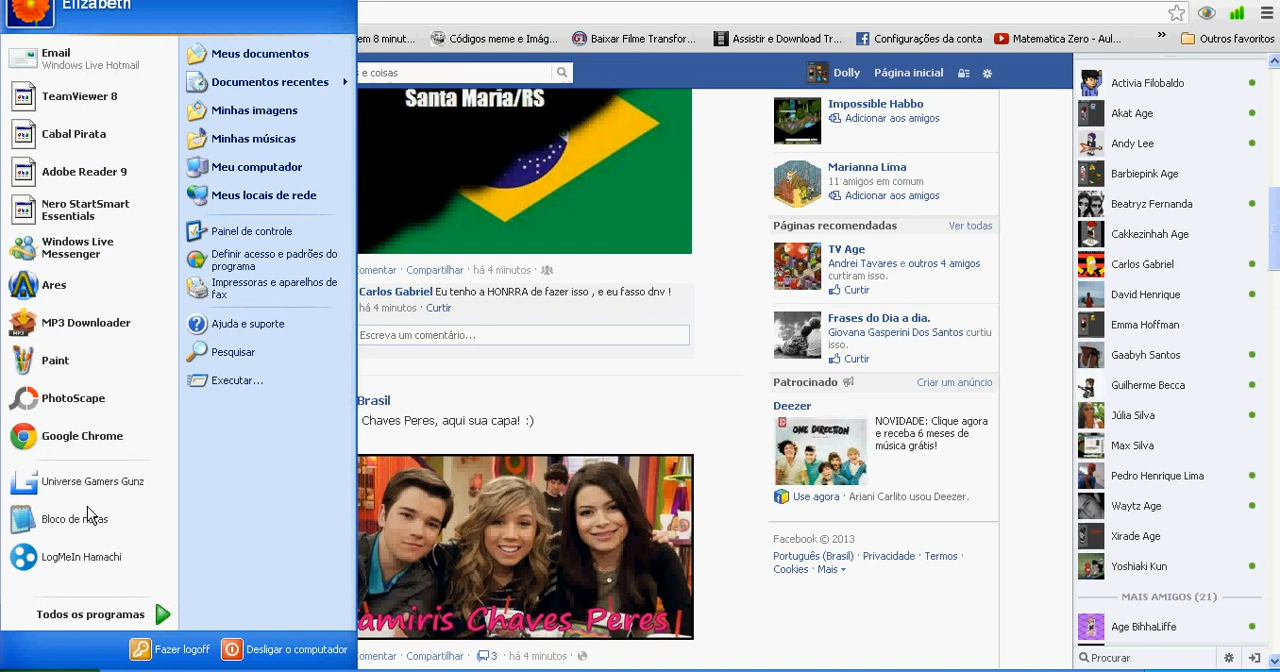 Elizabeth
Email
Windows Live Hotmail
TeamViewer 8
Cabal Pirata
Adobe Reader 9
Nero StartSmart
Essentials
Windows Live
Messenger
Ares
MP3 Downloader
Paint
PhotoScape
Google Chrome
Universe Gamers Gunz
Bloco de notas
LogMeIn Hamachi
Todos os programas
Meus documentos
Documentos recentes
Minhas imagens
Minhas músicas
Meu computador
Meus locais de rede
Painel de controle
Definir acesso e padrões do
programa
Impressoras e aparelhos de
fax
Ajuda e suporte
Pesquisar
Executar...
Fazer logoff
Desligar o computador
em 8 minut...
Códigos meme e Imág...
Baixar Filme Transfor...
Assistir e Download Tr...
Configurações da conta
Matematica Zero - Aul...
»
Outros favoritos
e coisas
Dolly
Página inicial
Santa Maria/RS
omentar · Compartilhar · há 4 minutos ·
Carlos Gabriel Eu tenho a HONRRA de fazer isso , e eu fasso dnv !
há 4 minutos · Curtir
Escreva um comentário...
Brasil
Chaves Peres, aqui sua capa! :)
amiris Chaves Peres
omentar · Compartilhar · 3 · há 4 minutos ·
Impossible Habbo
Adicionar aos amigos
Marianna Lima
11 amigos em comum
Adicionar aos amigos
Páginas recomendadas
Ver todas
TV Age
Andrei Tavares e outros 4 amigos
curtiram isso.
Curtir
Frases do Dia a dia.
Giovana Gasperini Dos Santos curtiu
isso.
Curtir
Patrocinado
Criar um anúncio
Deezer
ONE DIRECTION
NOVIDADE: Clique agora
e receba 6 meses de
música grátis!
Use agora · Ariani Carlito usou Deezer.
Facebook © 2013
Português (Brasil) · Privacidade · Termos ·
Cookies · Mais
Activia Filobaldo
Akat Age
Andy Lee
Barbiepink Age
Beatryz Fernanda
Cakkezinhah Age
Carlos Gabriel
David Henrique
Emma Hoffman
Gaabyh Santos
Guilherme Becca
Júlia Silva
Max Silva
Pedro Henrique Lima
Waytz Age
Xirade Age
Yoshiaki Kun
MAIS AMIGOS (21)
Age BihhaLiffe
Procurar